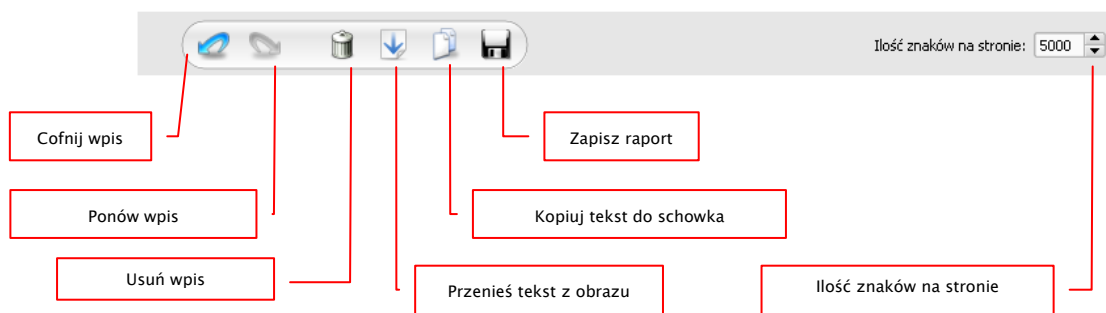 Ilość znaków na stronie: 5000
Cofnij wpis
Zapisz raport
Ponów wpis
Kopiuj tekst do schowka
Usuń wpis
Przenieś tekst z obrazu
Ilość znaków na stronie